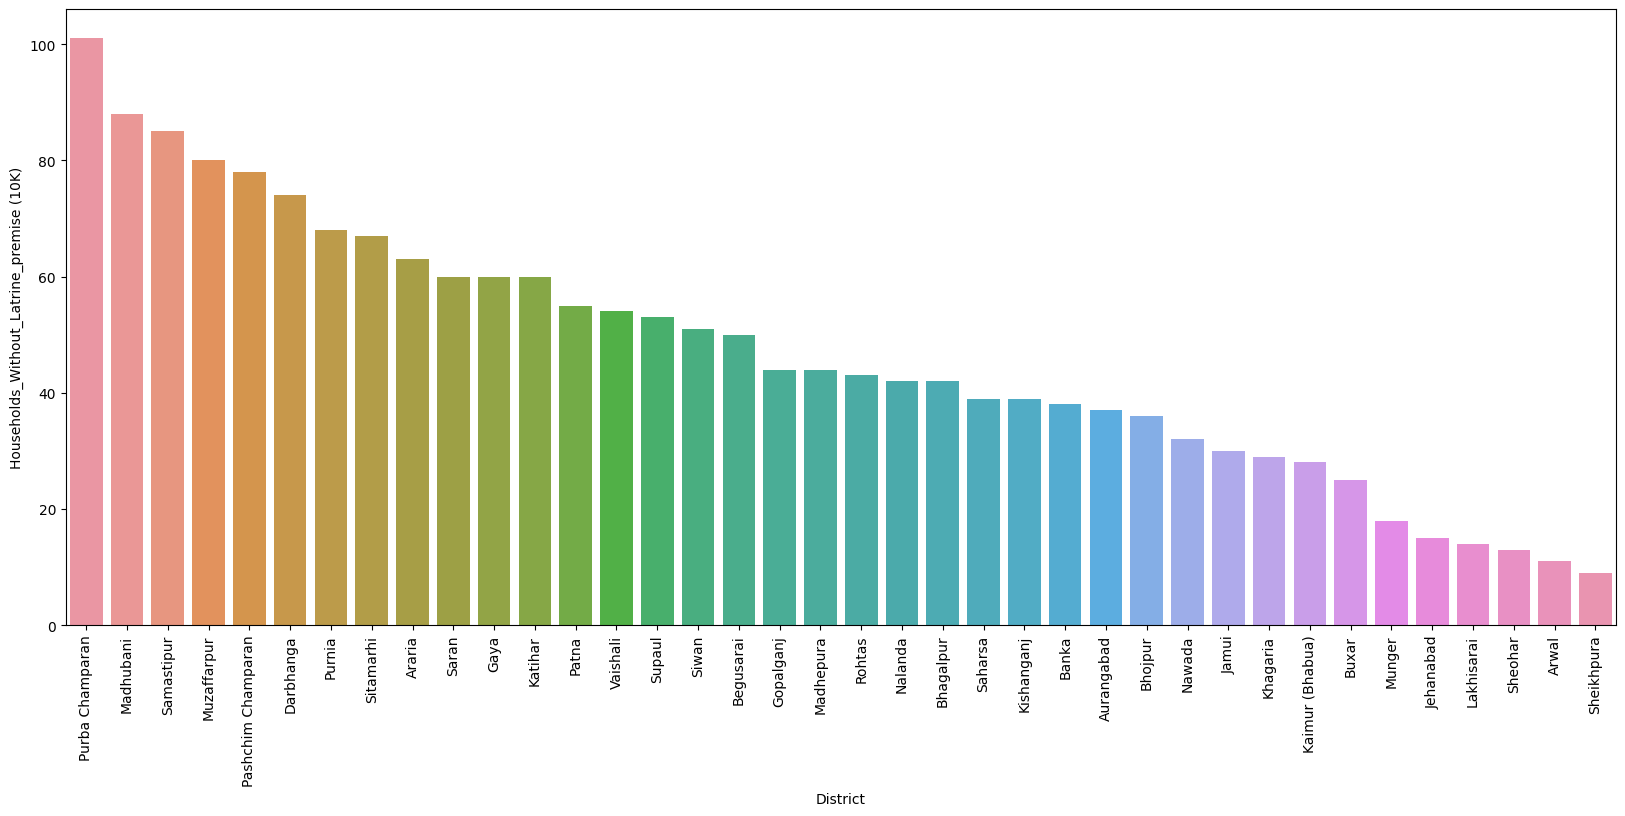 Households_Without_Latrine_premise (10K)
100
80
60
40
20
0
Purba Champaran
Madhubani
Samastipur
Muzaffarpur
Pashchim Champaran
Darbhanga
Purnia
Sitamarhi
Araria
Saran
Gaya
Katihar
Patna
Vaishali
Supaul
Siwan
Begusarai
Gopalganj
Madhepura
Rohtas
Nalanda
Bhagalpur
Saharsa
Kishanganj
Banka
Aurangabad
Bhojpur
Nawada
Jamui
Khagaria
Kaimur (Bhabua)
Buxar
Munger
Jehanabad
Lakhisarai
Sheohar
Arwal
Sheikhpura
District